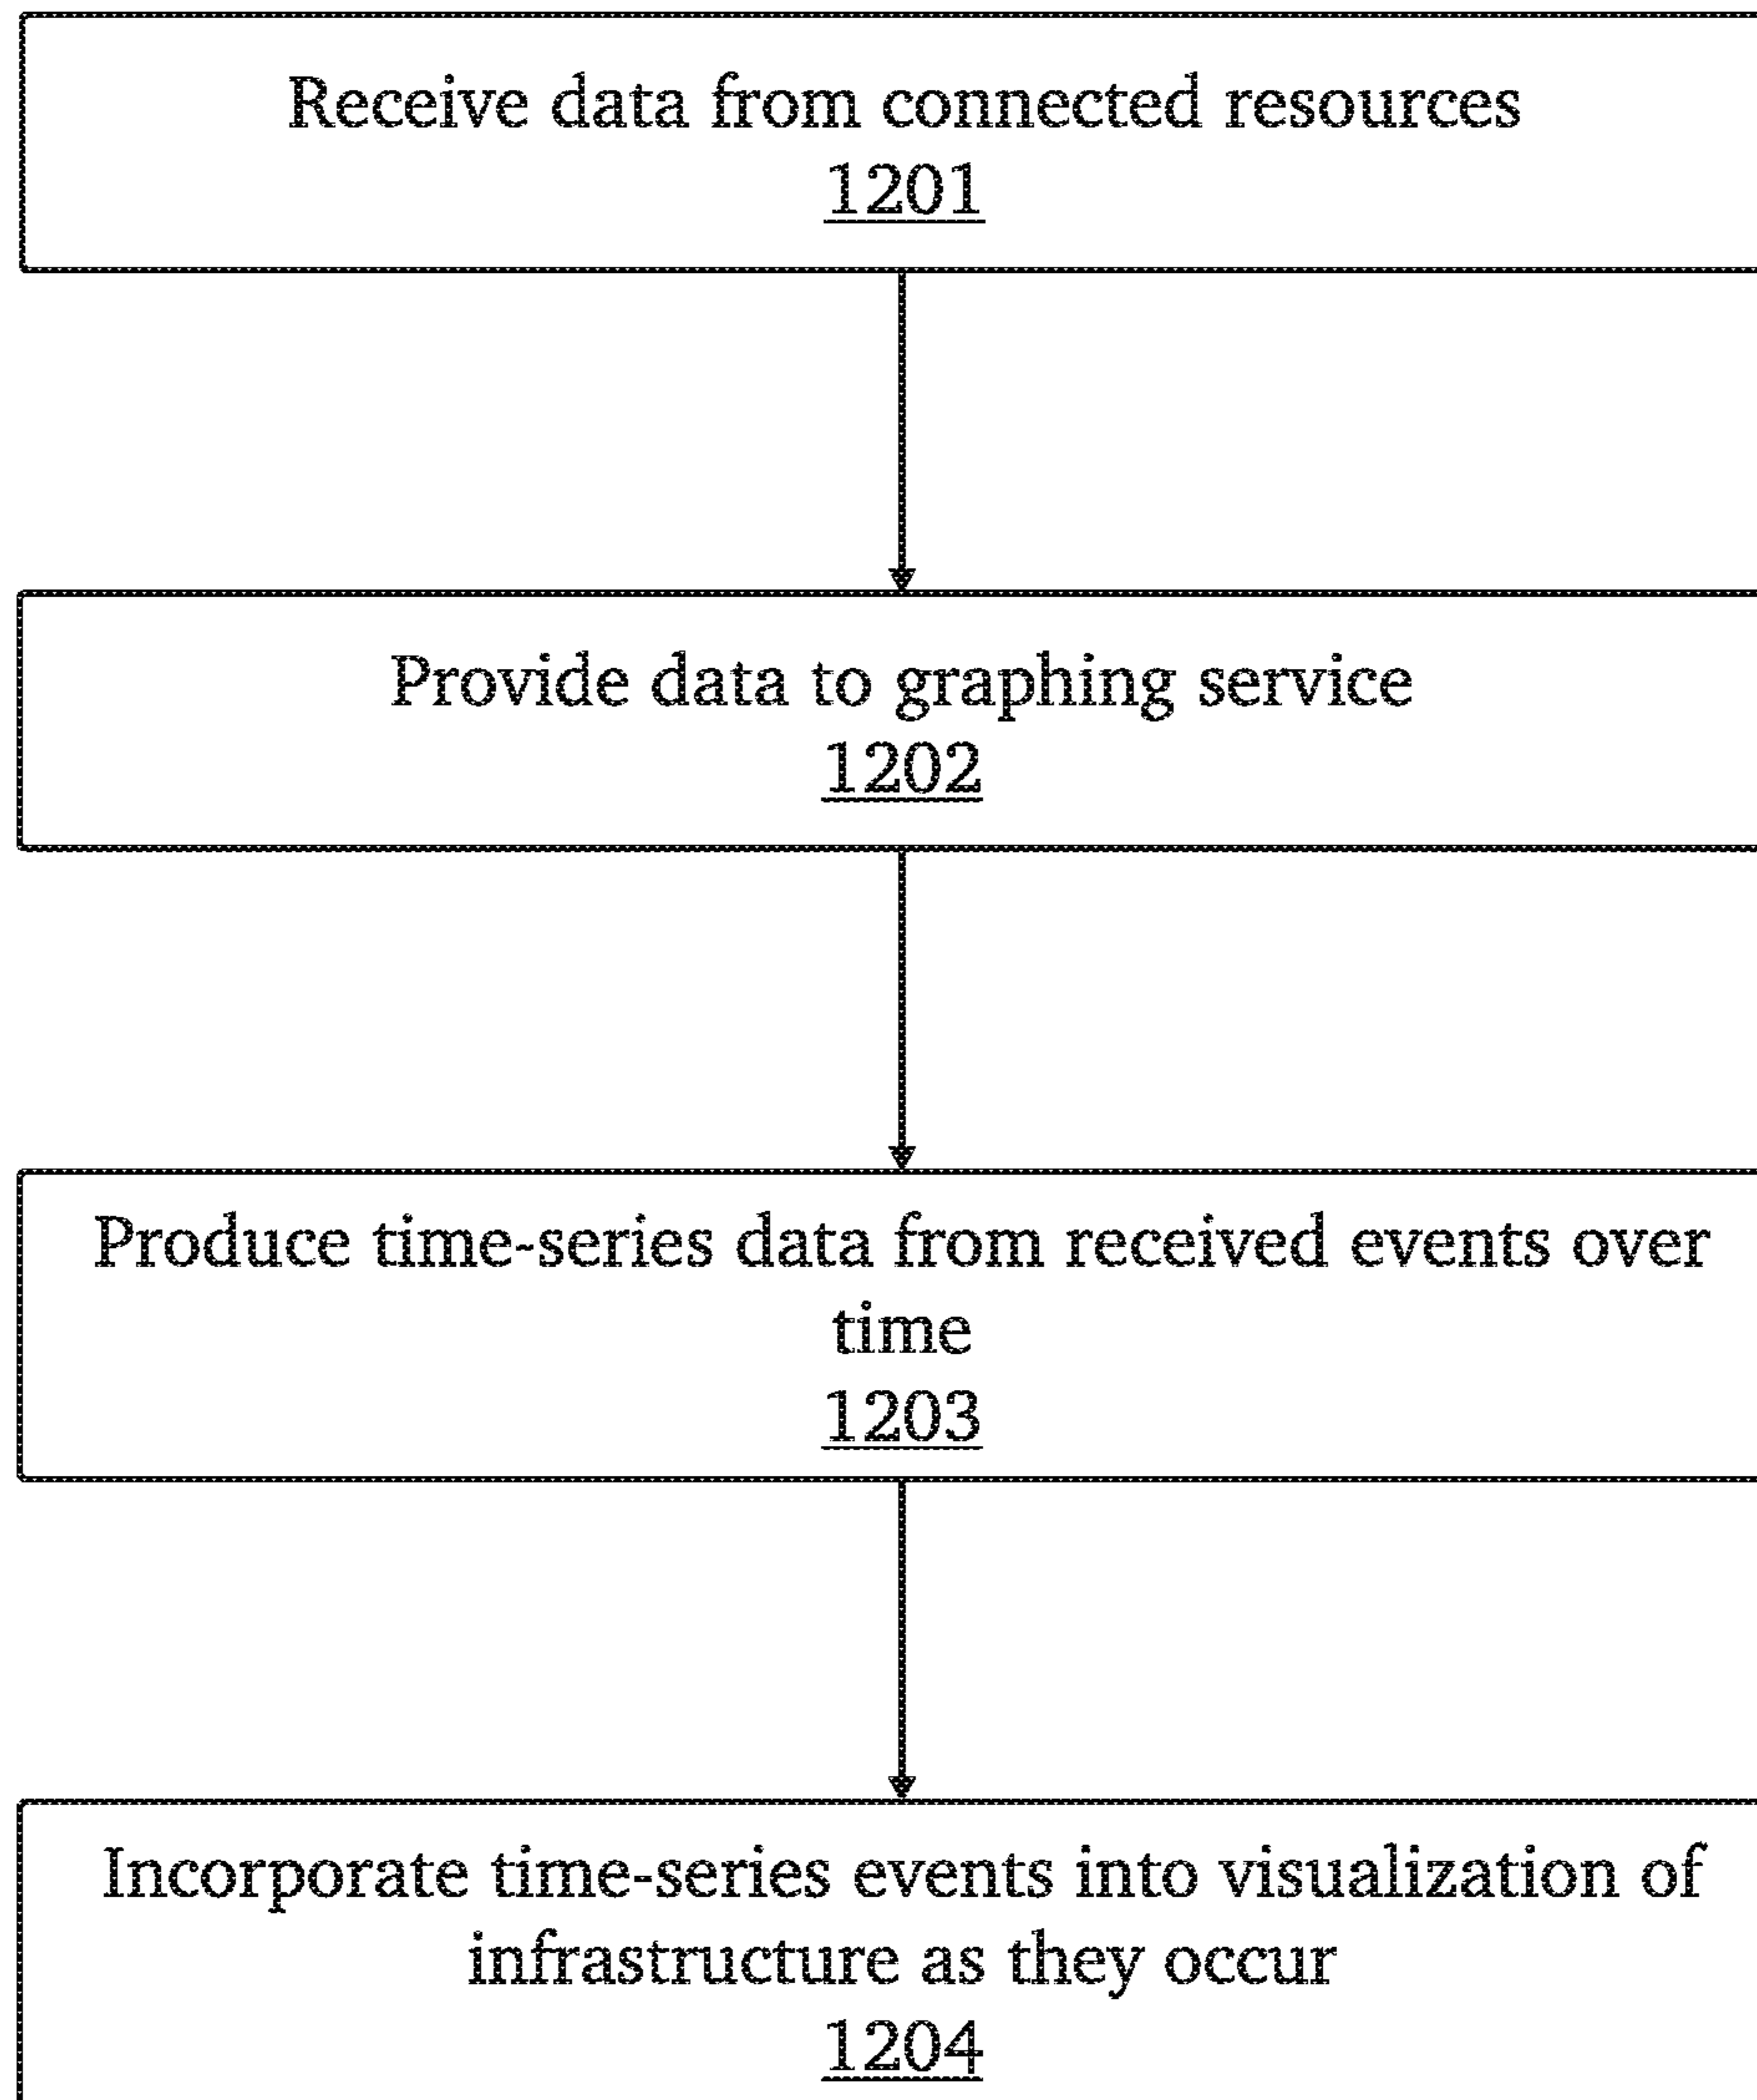 Receive data from connected resources
1201
Provide data to graphing service
1202
Produce time-series data from received events over
time
1203
Incorporate time-series events into visualization of
infrastructure as they occur
1204